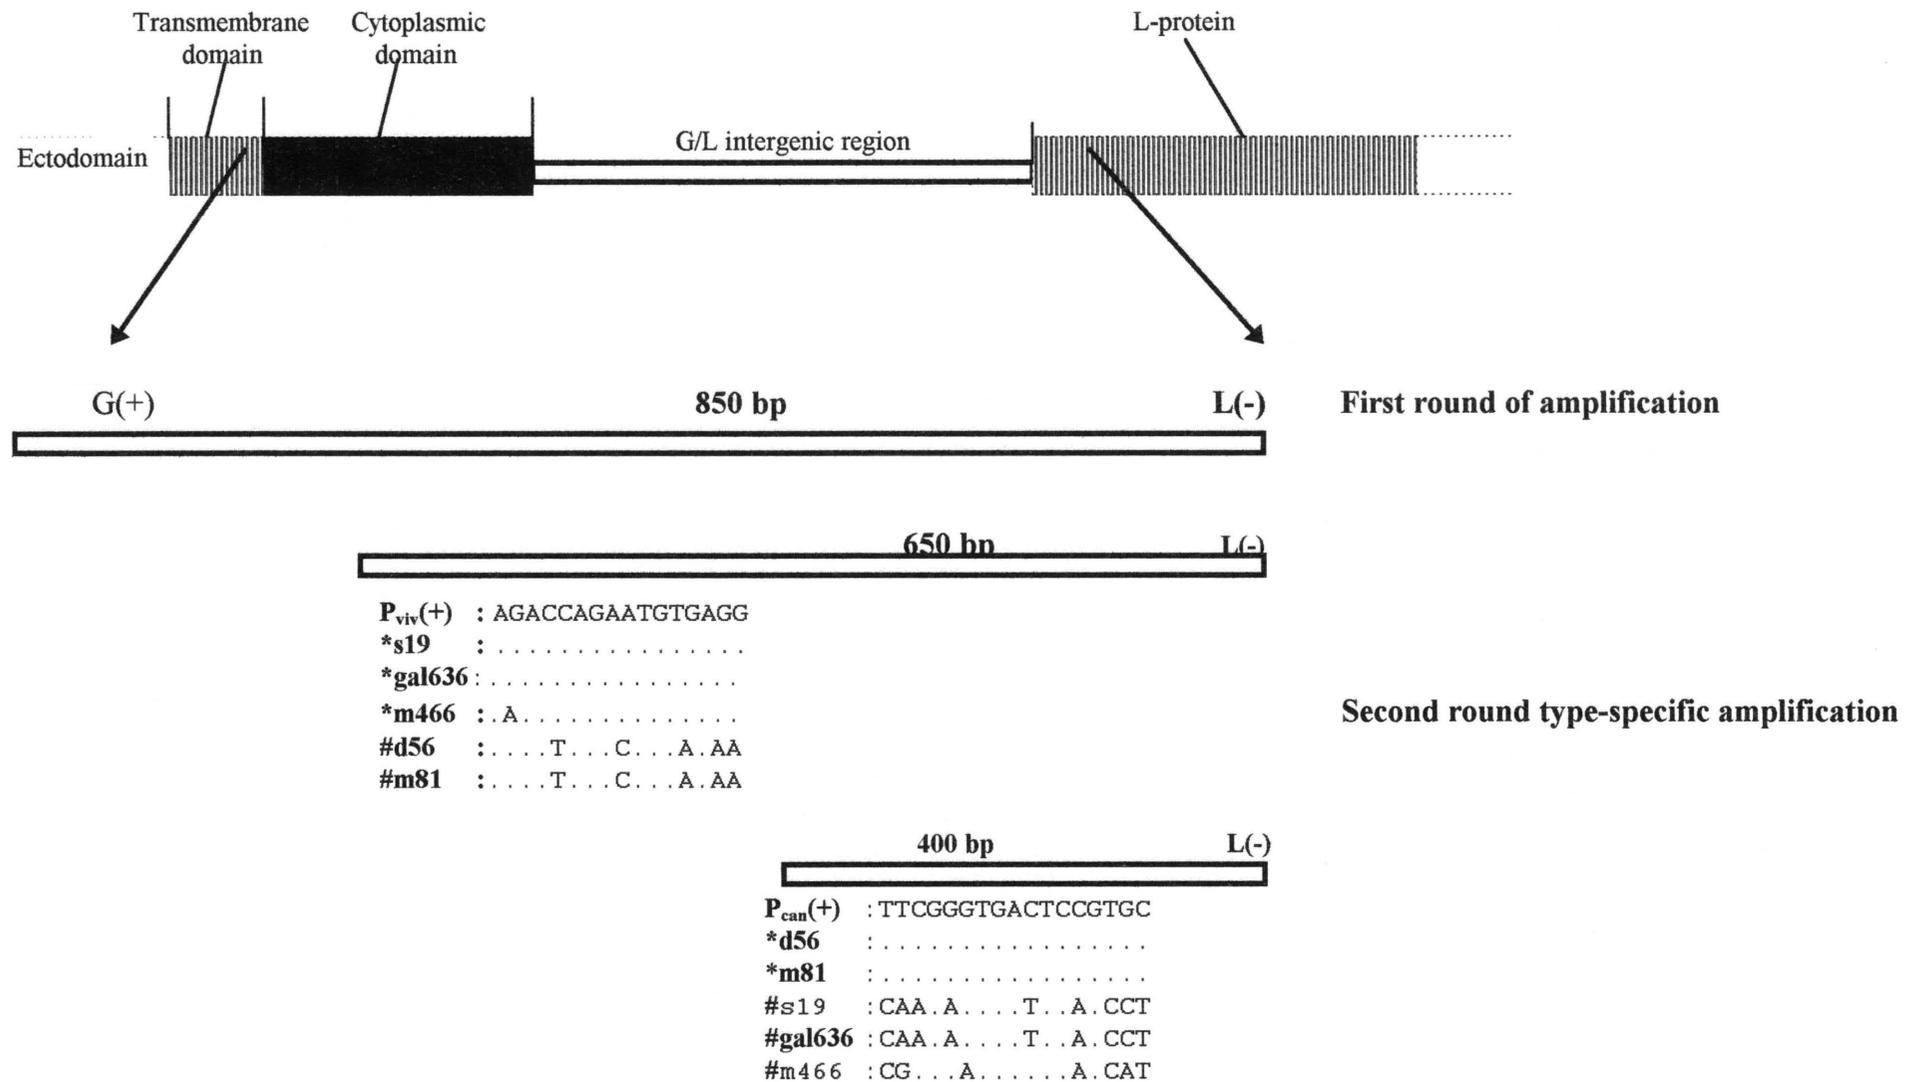 Transmembrane domain
Cytoplasmic domain
L-protein
Ectodomain
G/L intergenic region
G(+) 850 bp L(-) First round of amplification
650 bp L(-)
Pviv(+) : AGACCAGAATGTGAGG
*s19 : . . . . . . . . . . . . . . . .
*gal636 : . . . . . . . . . . . . . . . .
*m466 : . A . . . . . . . . . . . . . .
Second round type-specific amplification
#d56 : . . . . T . . . C . . . A . AA
#m81 : . . . . T . . . C . . . A . AA
400 bp L(-)
Pcan(+) :TTCGGGTGACTCCGTGC
*d56 : . . . . . . . . . . . . . . . . .
*m81 : . . . . . . . . . . . . . . . . .
#s19 :CAA . A . . . . T . . A . CCT
#gal636 :CAA . A . . . . T . . A . CCT
#m466 :CG . . . A . . . . . . A . CAT